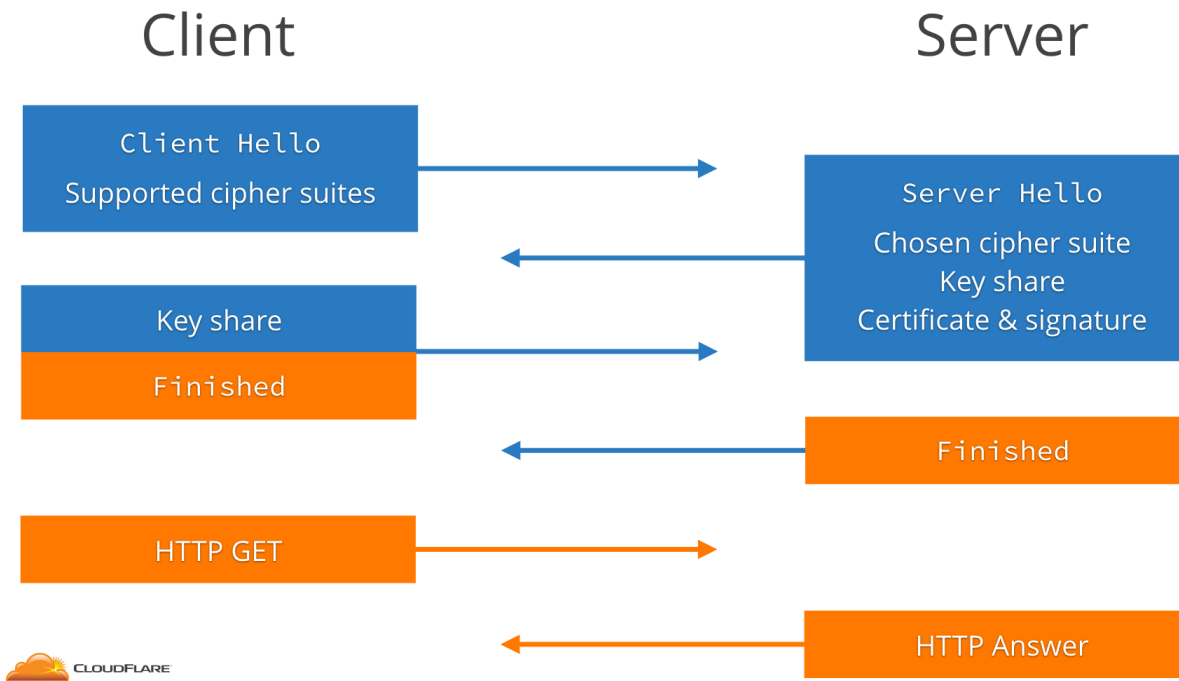 Client
Server
Client Hello
Supported cipher suites
Server Hello
Chosen cipher suite
Key share
Certificate & signature
Key share
Finished
Finished
HTTP GET
HTTP Answer
CLOUDFLARE